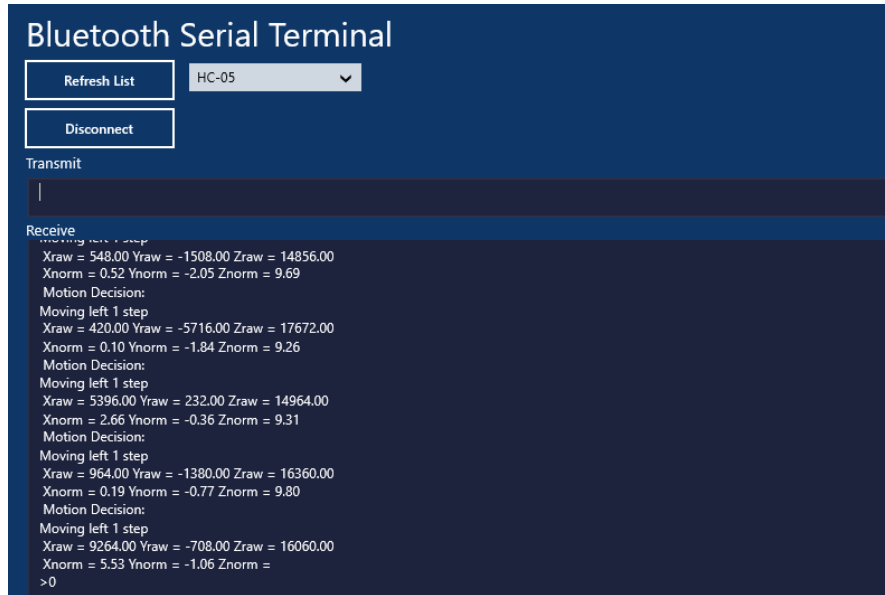 Bluetooth Serial Terminal
Refresh List
HC-05
Disconnect
Transmit
Receive
Moving left 1 step
Xraw = 548.00 Yraw = -1508.00 Zraw = 14856.00
Xnorm = 0.52 Ynorm = -2.05 Znorm = 9.69
Motion Decision:
Moving left 1 step
Xraw = 420.00 Yraw = -5716.00 Zraw = 17672.00
Xnorm = 0.10 Ynorm = -1.84 Znorm = 9.26
Motion Decision:
Moving left 1 step
Xraw = 5396.00 Yraw = 232.00 Zraw = 14964.00
Xnorm = 2.66 Ynorm = -0.36 Znorm = 9.31
Motion Decision:
Moving left 1 step
Xraw = 964.00 Yraw = -1380.00 Zraw = 16360.00
Xnorm = 0.19 Ynorm = -0.77 Znorm = 9.80
Motion Decision:
Moving left 1 step
Xraw = 9264.00 Yraw = -708.00 Zraw = 16060.00
Xnorm = 5.53 Ynorm = -1.06 Znorm =
>0